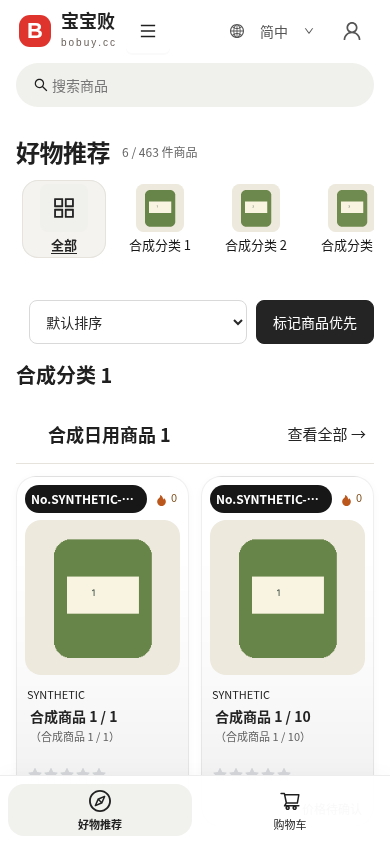 B 宝宝败
bobuy.cc
简中
搜索商品
好物推荐 6 / 463 件商品
全部 合成分类 1 合成分类 2 合成分类
默认排序 标记商品优先
合成分类 1
合成日用商品 1 查看全部 →
No.SYNTHETIC-··· 0 No.SYNTHETIC-··· 0
1 1
SYNTHETIC SYNTHETIC
合成商品 1 / 1 合成商品 1 / 10
（合成商品 1 / 1） （合成商品 1 / 10）
好物推荐 购物车